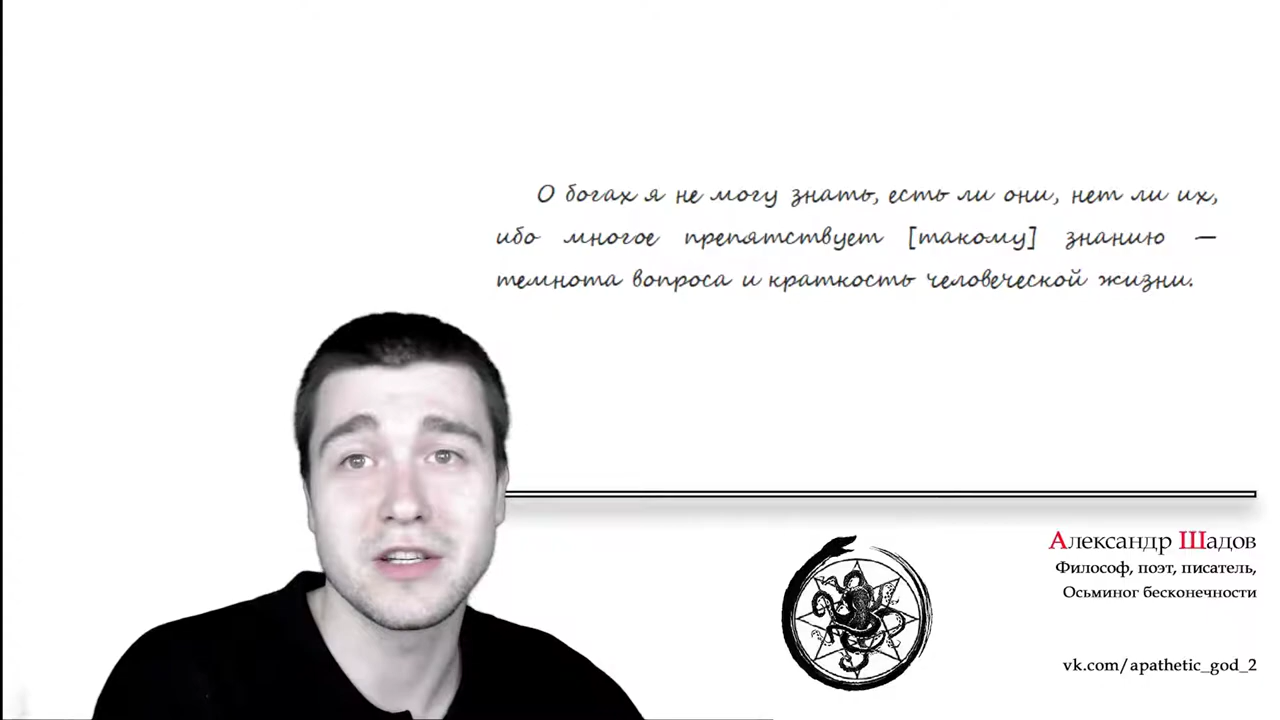 О богах я не могу знать, есть ли они, нет ли их,
ибо многое препятствует [такому] знанию —
темнота вопроса и краткость человеческой жизни.
Александр Шадов
Философ, поэт, писатель,
Осьминог бесконечности
vk.com/apathetic_god_2